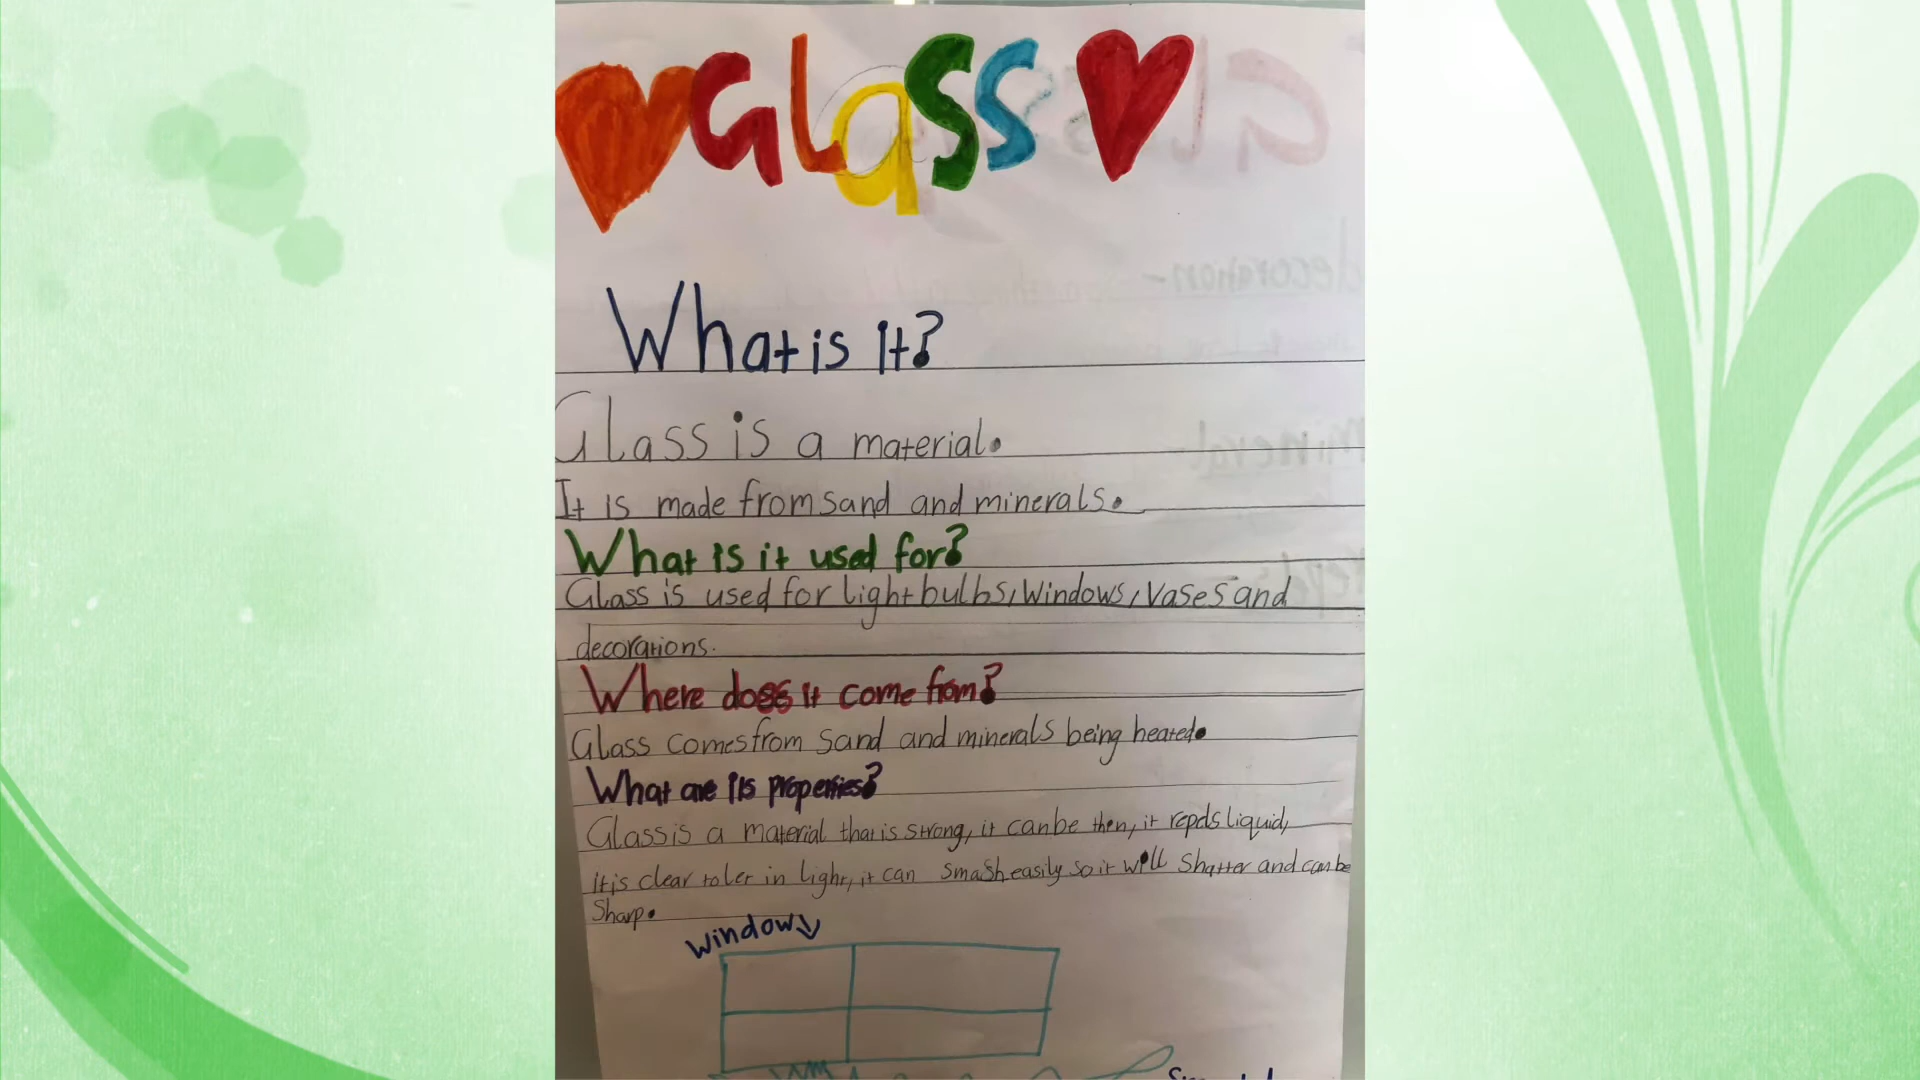 Glass
What is it?
Glass is a material.
It is made from sand and minerals.
What is it used for?
Glass is used for light bulbs, Windows, Vases and
decorations.
Where does it come from?
Glass comes from sand and minerals being heated.
What are its properties?
Glass is a material that is strong, it can be then, it repels liquid,
it is clear to let in light, it can smash easily so it will Shatter and can be
Sharp.
Window